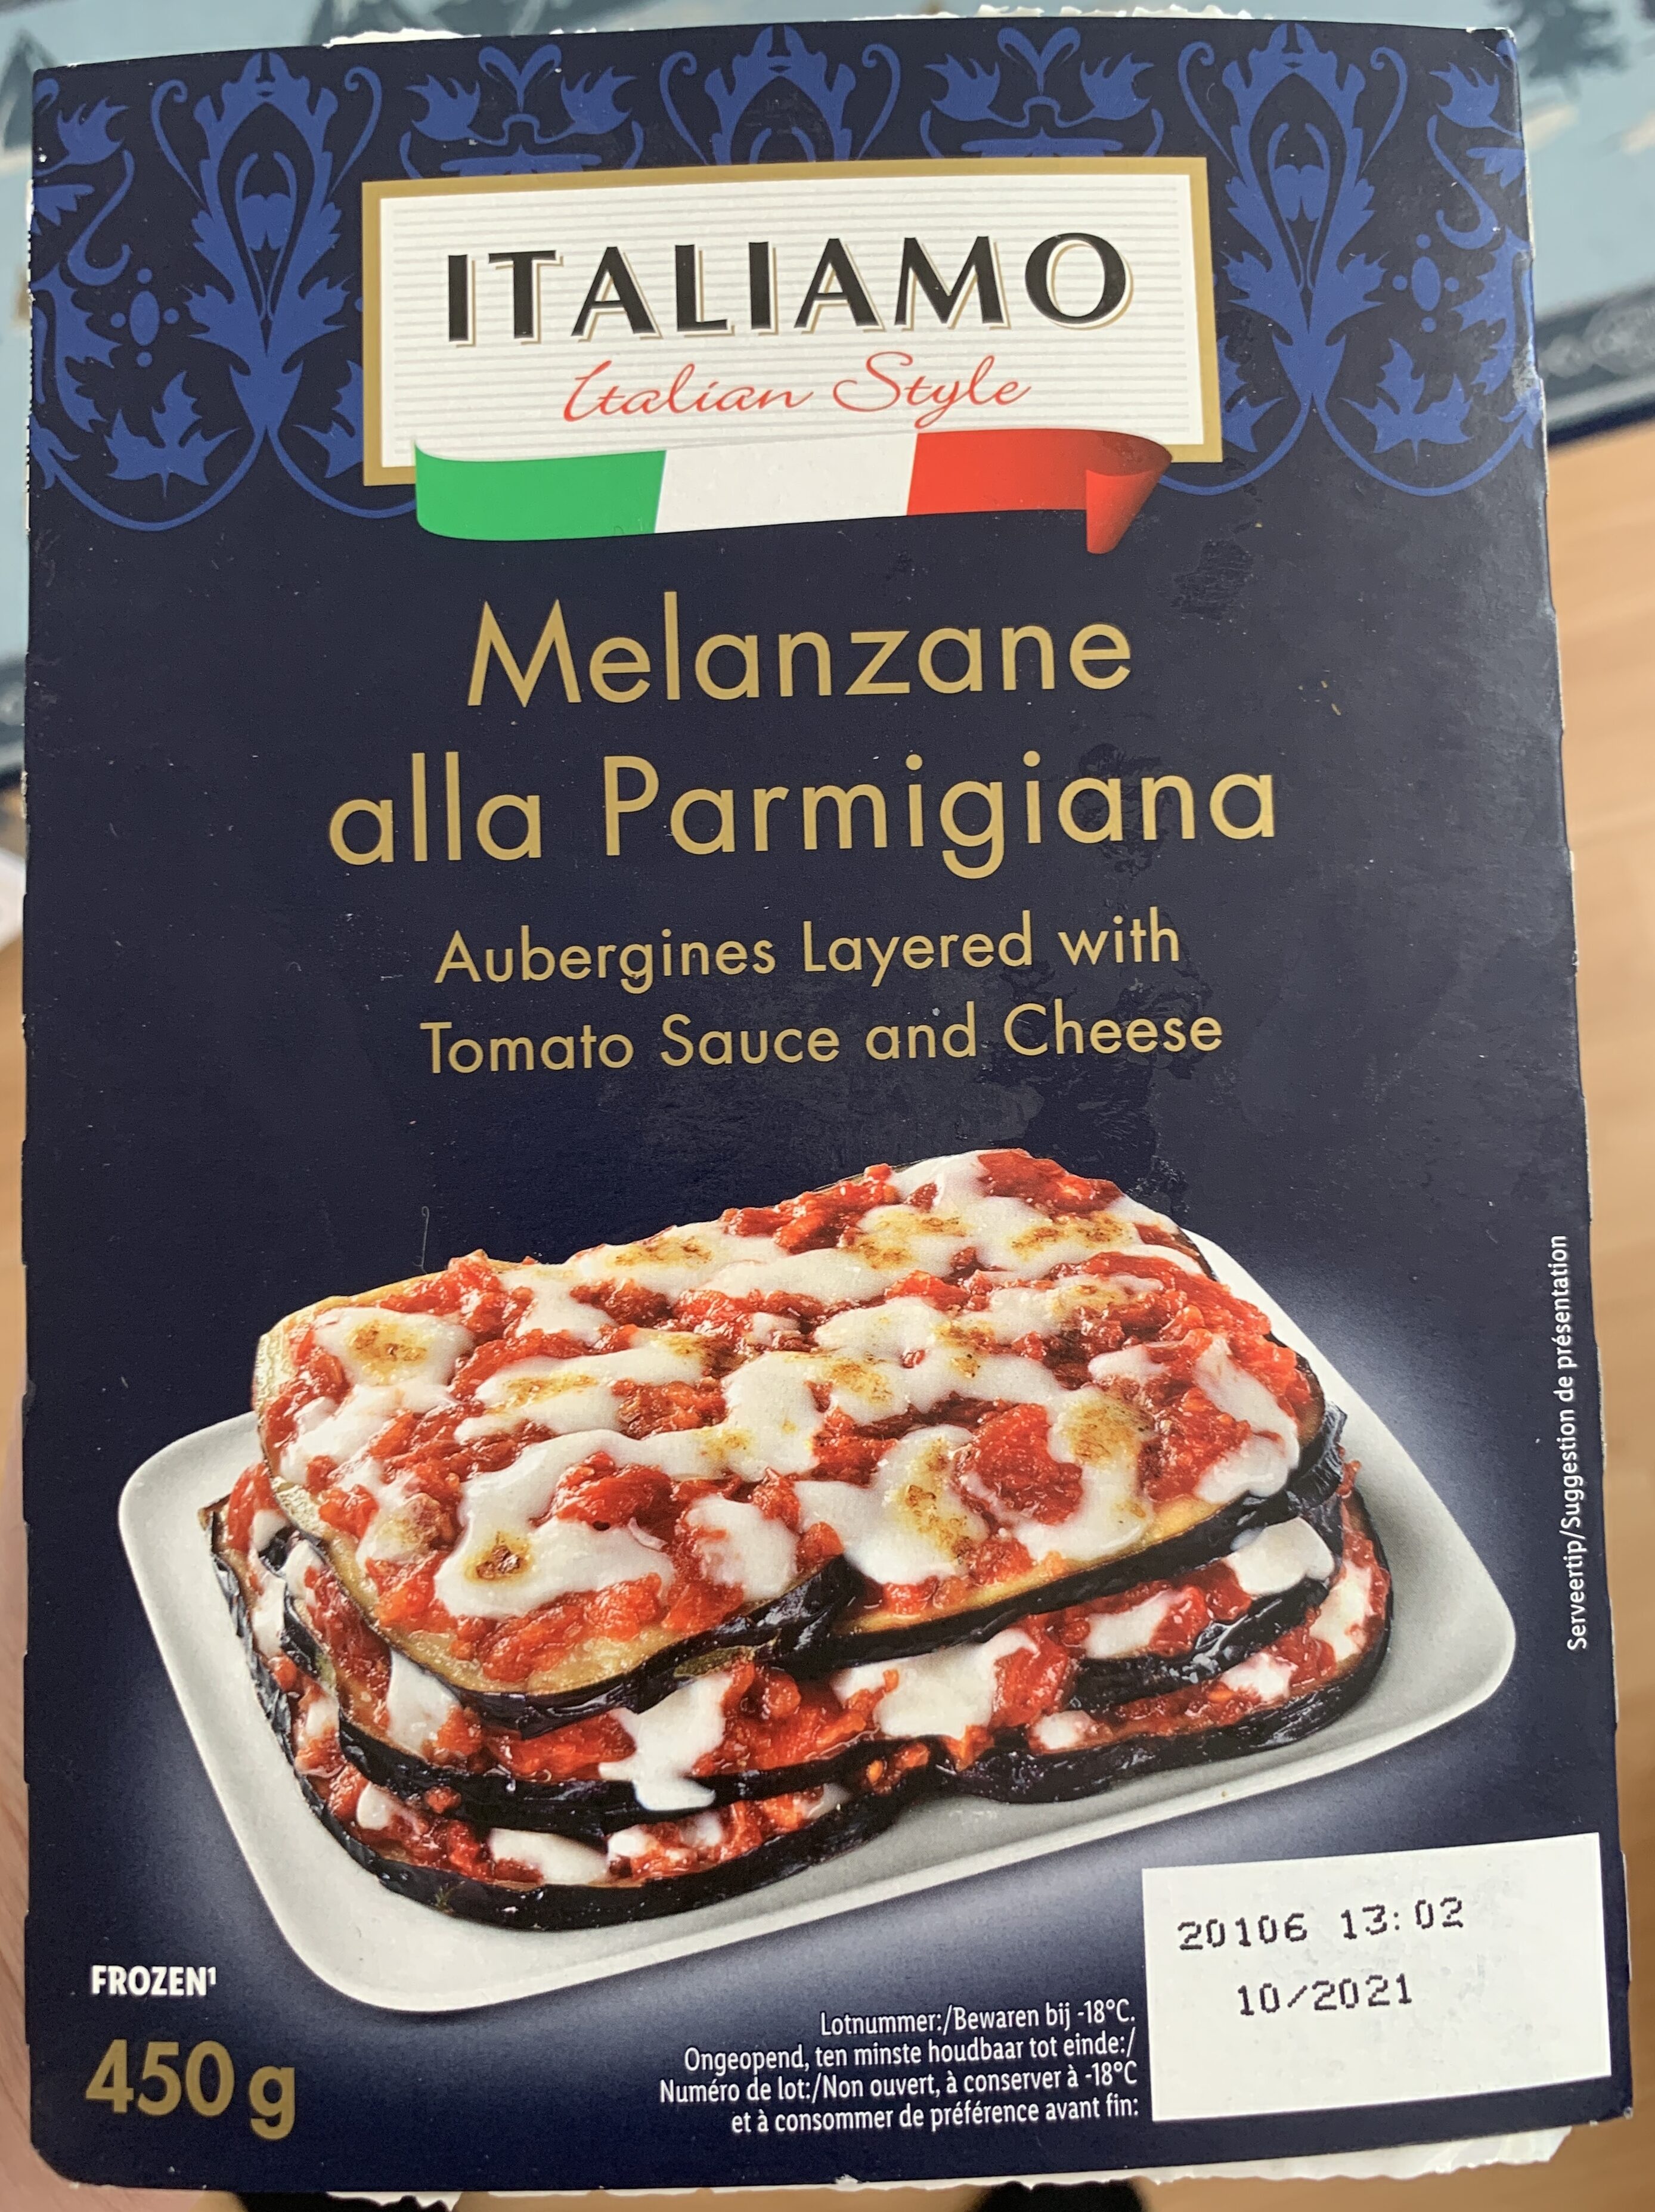 ITALIAMO
Italian Style
Melanzane
alla Parmigiana
Aubergines Layered with
Tomato Sauce and Cheese
Serveertip/Suggestion de présentation
FROZEN¹
450 g
Lotnummer:/Bewaren bij -18°C.
Ongeopend, ten minste houdbaar tot einde:/
Numéro de lot:/Non ouvert, à conserver à -18°C
et à consommer de préférence avant fin:
20106 13:02
10/2021